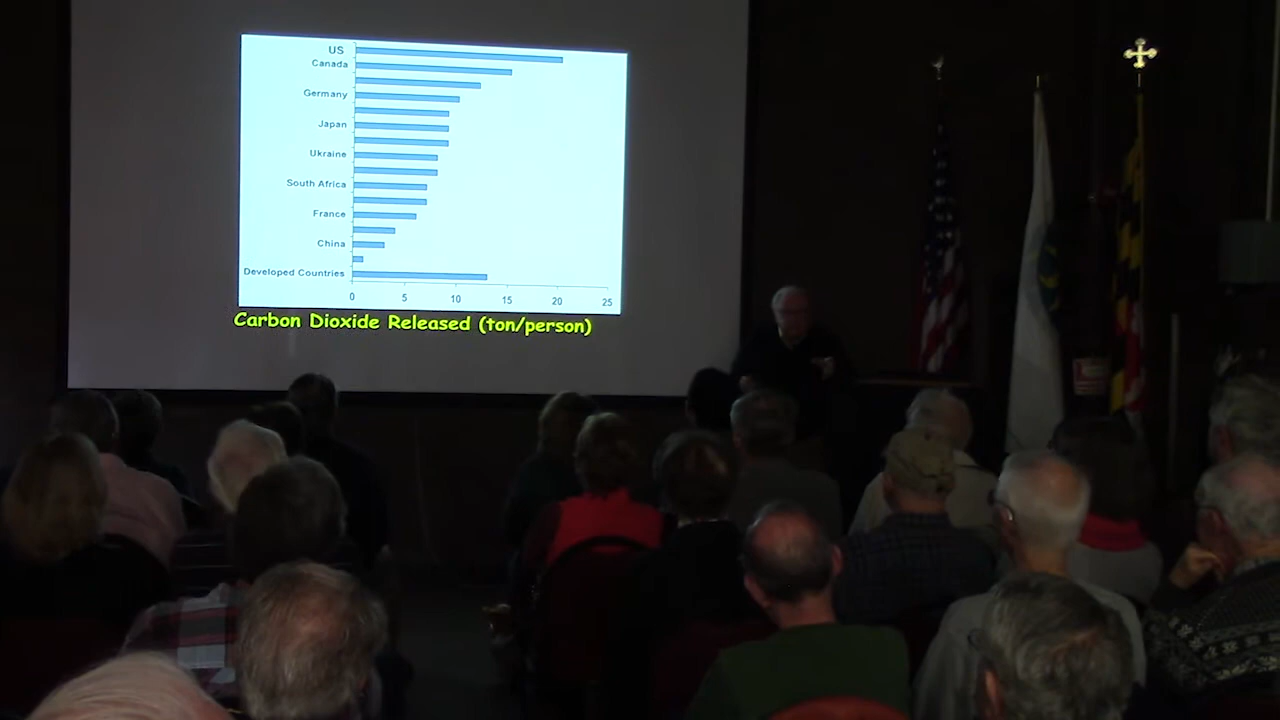 US
Canada
Germany
Japan
Ukraine
South Africa
France
China
Developed Countries
0 5 10 15 20 25
Carbon Dioxide Released (ton/person)